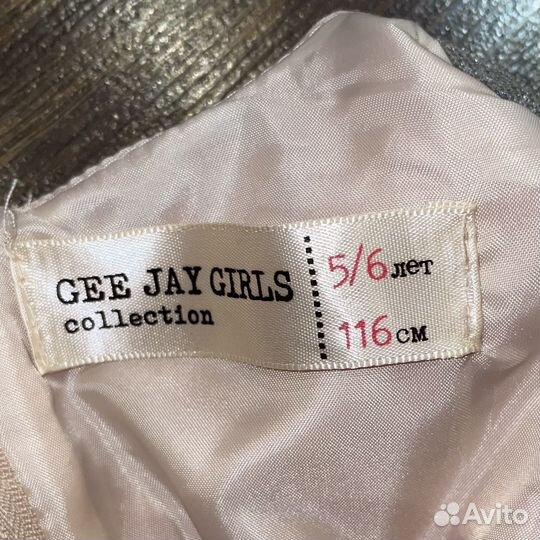 GEE JAY GIRLS
collection
5/6 лет
116 см
Avito